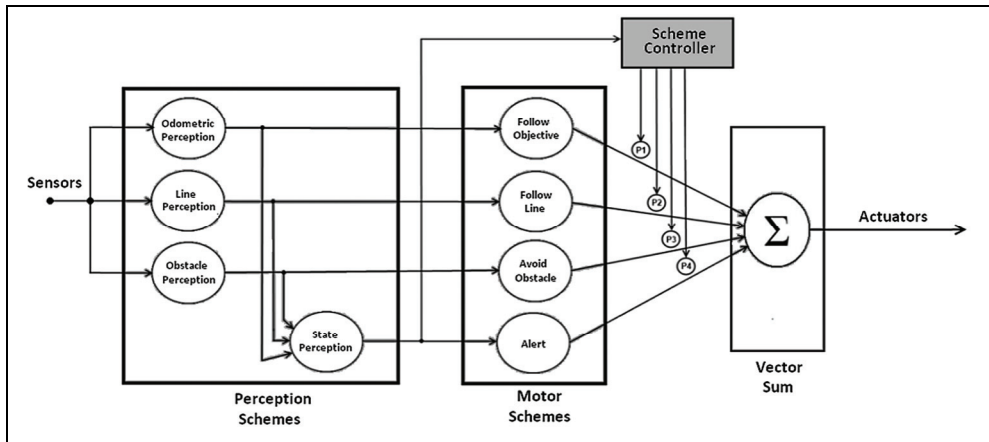 Scheme
Controller
Odometric
Perception
Follow
Objective
P1
Sensors
Line
Perception
Follow
Line
P2
Σ
Actuators
P3
Obstacle
Perception
Avoid
Obstacle
P4
State
Perception
Alert
Perception
Schemes
Motor
Schemes
Vector
Sum